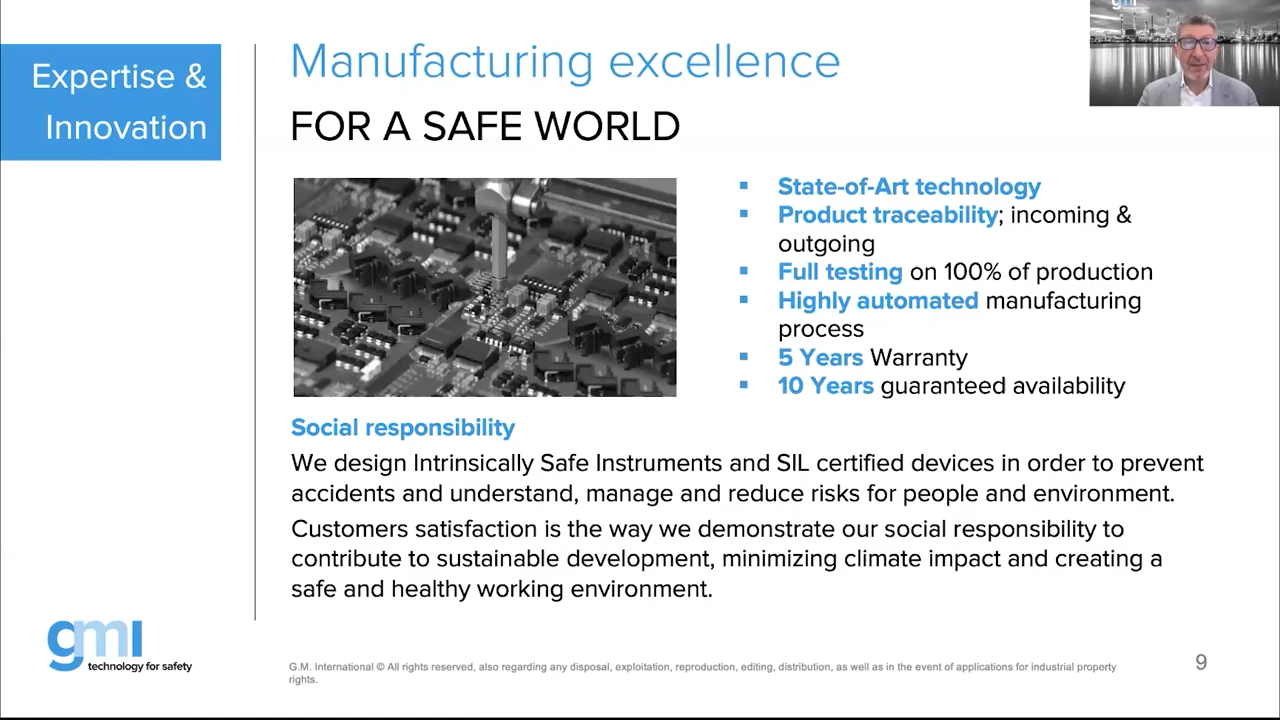 gmi
Expertise &
Innovation
Manufacturing excellence
FOR A SAFE WORLD
▪ State-of-Art technology
▪ Product traceability; incoming &
outgoing
▪ Full testing on 100% of production
▪ Highly automated manufacturing
process
▪ 5 Years Warranty
▪ 10 Years guaranteed availability
Social responsibility
We design Intrinsically Safe Instruments and SIL certified devices in order to prevent
accidents and understand, manage and reduce risks for people and environment.
Customers satisfaction is the way we demonstrate our social responsibility to
contribute to sustainable development, minimizing climate impact and creating a
safe and healthy working environment.
gmi
technology for safety
G.M. International © All rights reserved, also regarding any disposal, exploitation, reproduction, editing, distribution, as well as in the event of applications for industrial property
rights.
9